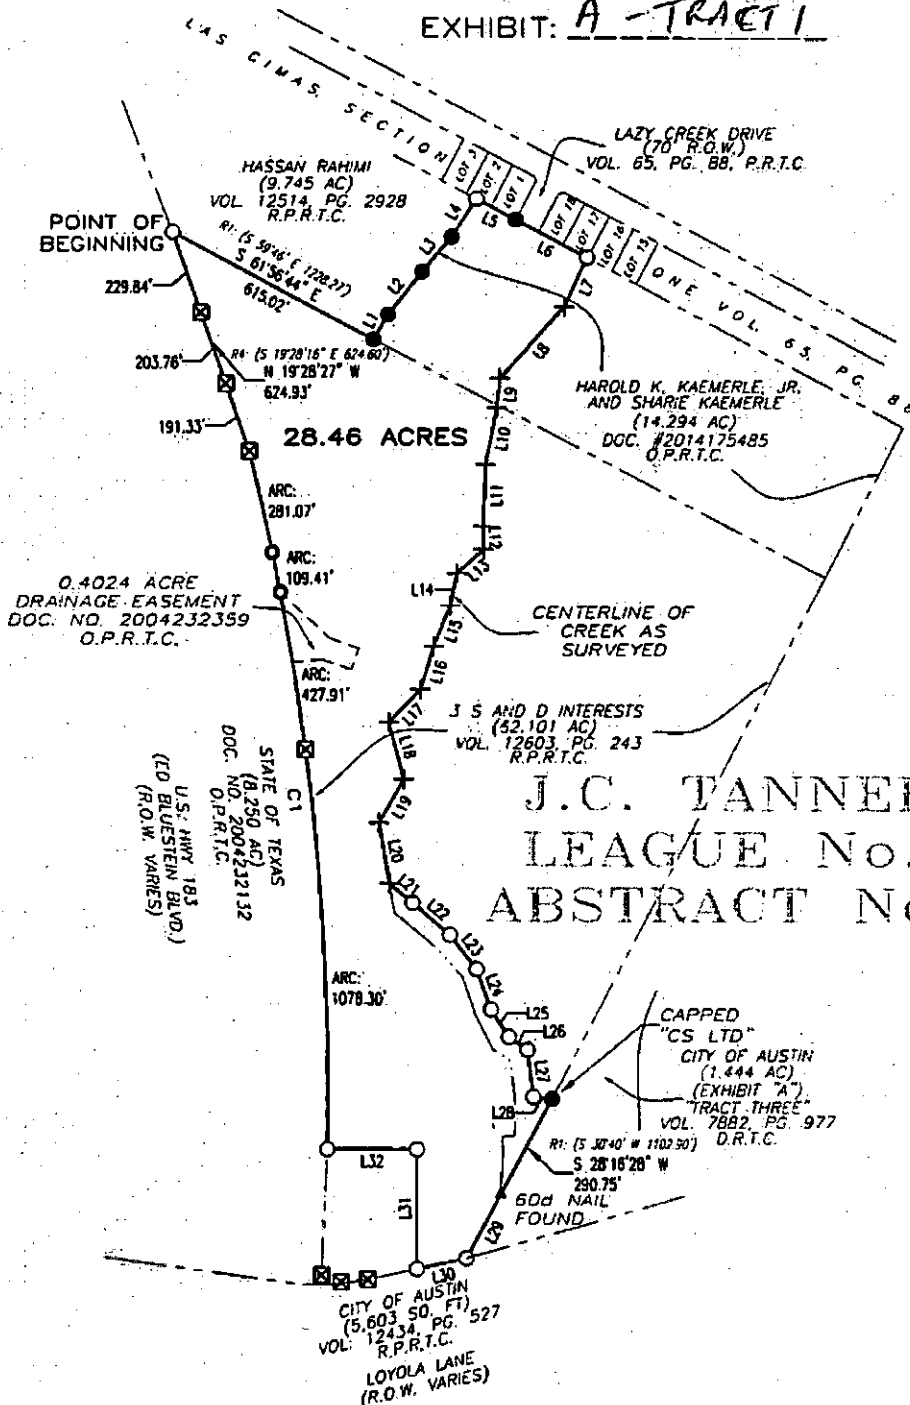 EXHIBIT: A - TRACT 1
LAS CIMAS SECTION
ONE VOL. 65, PG. 88
LOT 3
LOT 2
LOT 1
LOT 18
LOT 17
LOT 16
LOT 15
LAZY CREEK DRIVE
(70' R.O.W.)
VOL. 65, PG. 88, P.R.T.C.
HASSAN RAHIMI
(9.745 AC)
VOL. 12514, PG. 2928
R.P.R.T.C.
POINT OF
BEGINNING
R1: (S 59°46' E 1228.27')
S 61°56'44" E
615.02'
L1
L2
L3
L4
L5
L6
L7
L8
L9
L10
L11
L12
L13
L14
L15
L16
L17
L18
L19
L20
L21
L22
L23
L24
L25
L26
L27
L28
L29
L30
L31
L32
229.84'
203.76'
R4: (S 19°28'16" E 624.60')
N 19°28'27" W
624.93'
191.33'
28.46 ACRES
HAROLD K. KAEMERLE, JR.
AND SHARIE KAEMERLE
(14.294 AC)
DOC. #2014175485
O.P.R.T.C.
ARC:
281.07'
ARC:
109.41'
0.4024 ACRE
DRAINAGE EASEMENT
DOC. NO. 2004232359
O.P.R.T.C.
CENTERLINE OF
CREEK AS
SURVEYED
ARC:
427.91'
3 S AND D INTERESTS
(52.101 AC)
VOL. 12603, PG. 243
R.P.R.T.C.
C1
STATE OF TEXAS
(8.250 AC)
DOC. NO. 2004232132
O.P.R.T.C.
U.S. HWY 183
(ED BLUESTEIN BLVD.)
(R.O.W. VARIES)
J.C. TANNE
LEAGUE No.
ABSTRACT No
ARC:
1078.30'
CAPPED
"CS LTD"
CITY OF AUSTIN
(1.444 AC)
(EXHIBIT "A")
"TRACT THREE"
VOL. 7882, PG. 977
D.R.T.C.
R1: (S 30°40' W 1102.90')
S 28°16'28" W
290.75'
60d NAIL
FOUND
CITY OF AUSTIN
(5,603 SQ. FT)
VOL. 12434, PG. 527
R.P.R.T.C.
LOYOLA LANE
(R.O.W. VARIES)